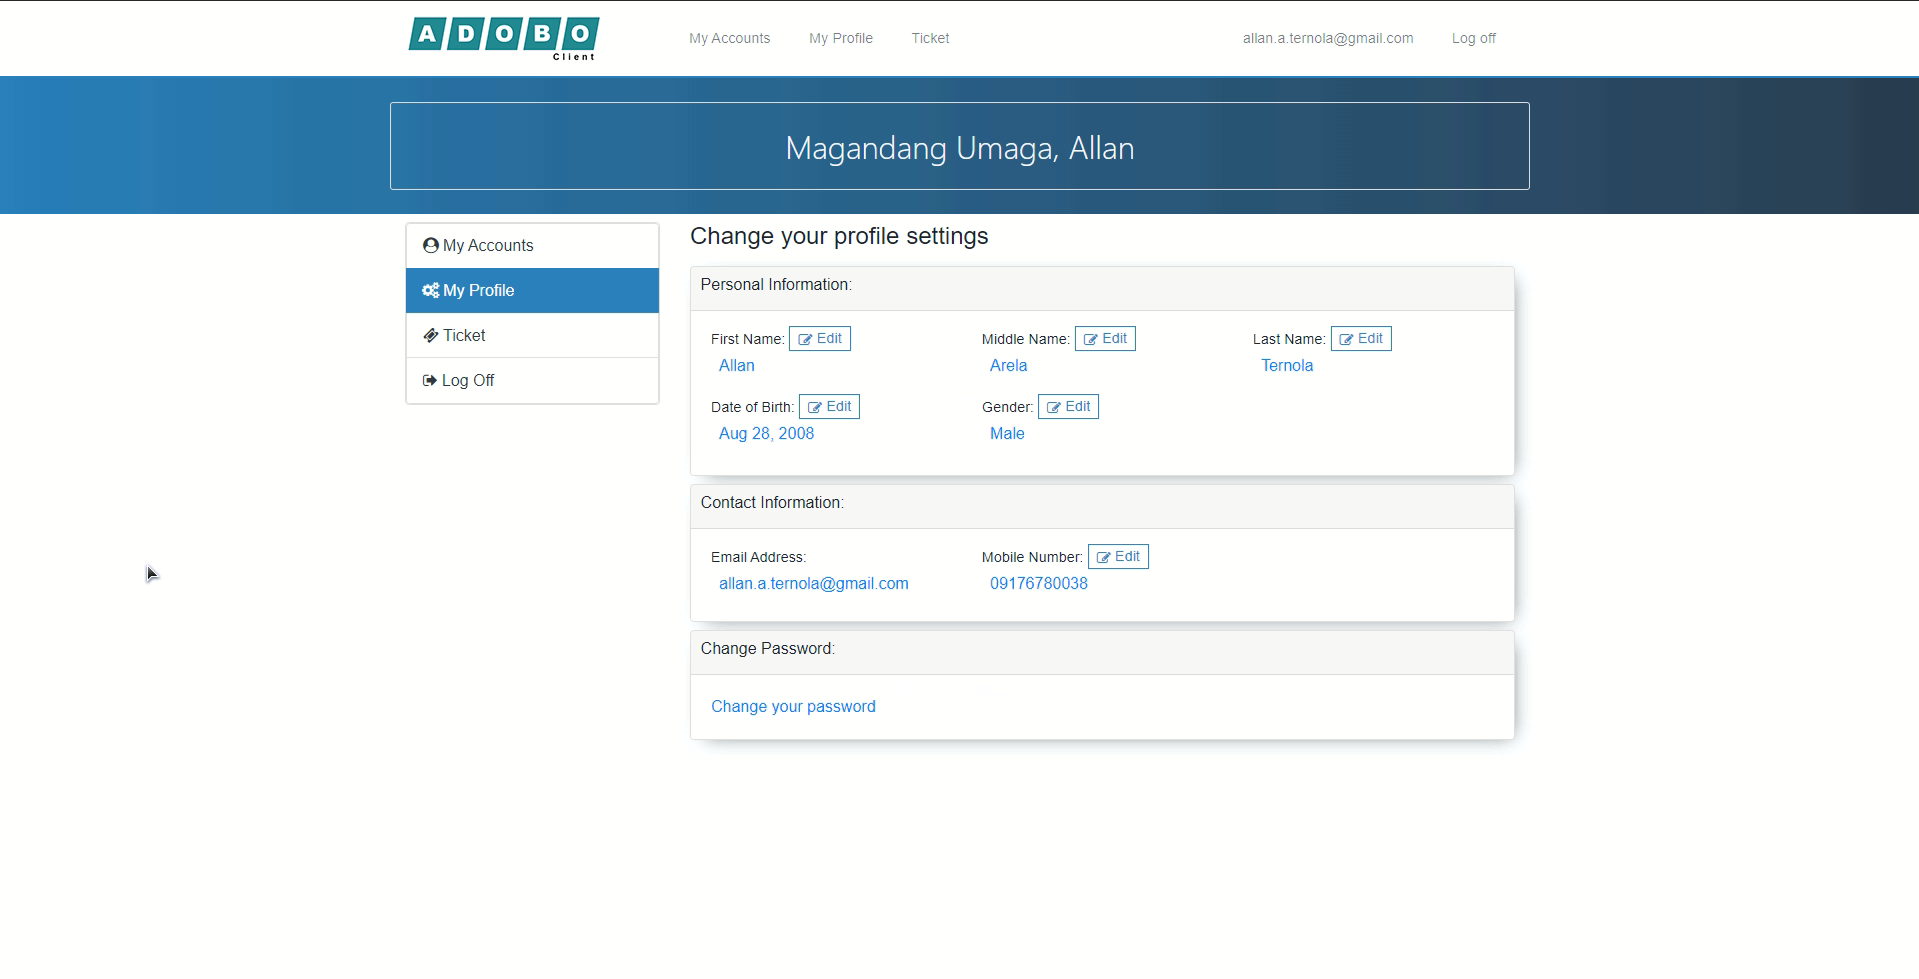 ADOBO
Client
My Accounts My Profile Ticket allan.a.ternola@gmail.com Log off
Magandang Umaga, Allan
My Accounts
My Profile
Ticket
Log Off
Change your profile settings
Personal Information:
First Name: Edit Middle Name: Edit Last Name: Edit
Allan Arela Ternola
Date of Birth: Edit Gender: Edit
Aug 28, 2008 Male
Contact Information:
Email Address: Mobile Number: Edit
allan.a.ternola@gmail.com 09176780038
Change Password:
Change your password